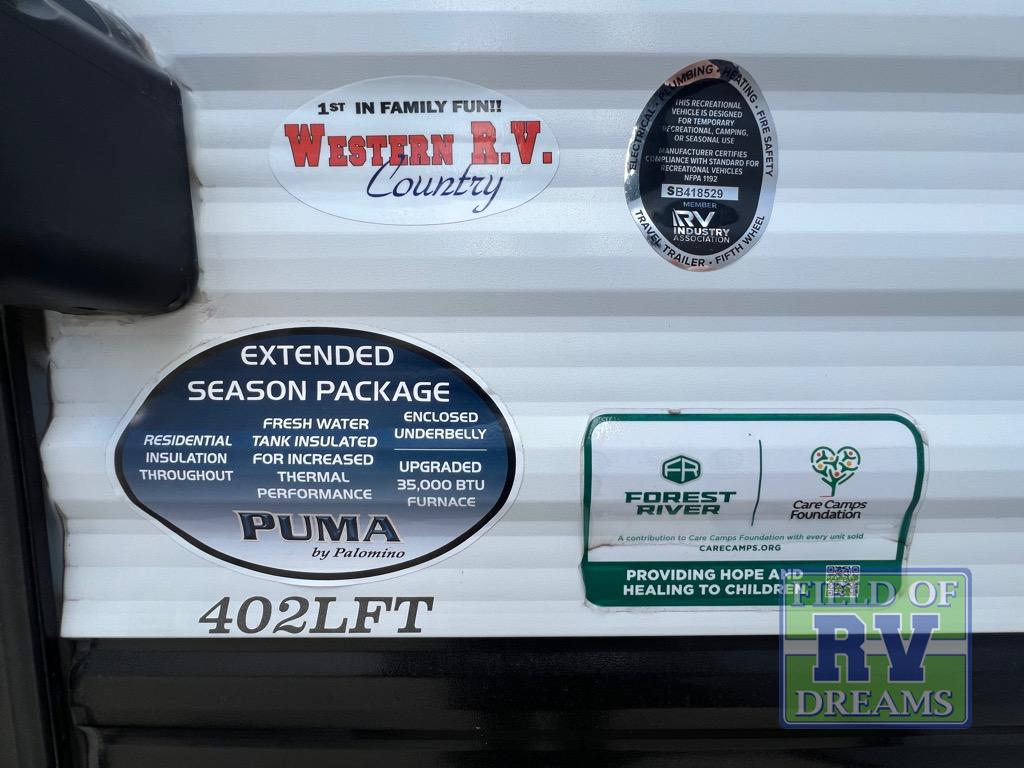 1ST IN FAMILY FUN!!
WESTERN R.V.
Country
ELECTRICAL • PLUMBING • HEATING • FIRE SAFETY
THIS RECREATIONAL
VEHICLE IS DESIGNED
FOR TEMPORARY
RECREATIONAL, CAMPING,
OR SEASONAL USE
MANUFACTURER CERTIFIES
COMPLIANCE WITH STANDARD FOR
RECREATIONAL VEHICLES
NFPA 1192
SB418529
MEMBER
RV
INDUSTRY
ASSOCIATION
TRAVEL TRAILER • FIFTH WHEEL
EXTENDED
SEASON PACKAGE
RESIDENTIAL
INSULATION
THROUGHOUT
FRESH WATER
TANK INSULATED
FOR INCREASED
THERMAL
PERFORMANCE
ENCLOSED
UNDERBELLY
UPGRADED
35,000 BTU
FURNACE
PUMA
by Palomino
402LFT
FR
FOREST
RIVER
Care Camps
Foundation
A contribution to Care Camps Foundation with every unit sold
CARECAMPS.ORG
PROVIDING HOPE AND
HEALING TO CHILDREN
FIELD OF
RV
DREAMS